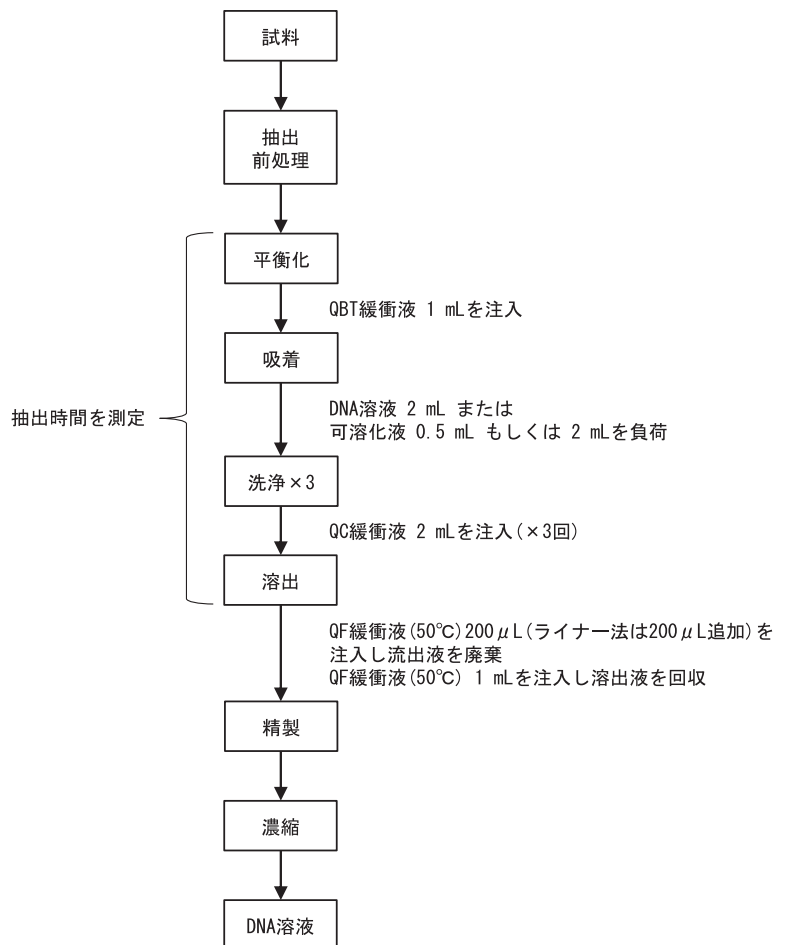 試料
抽出
前処理
平衡化
QBT緩衝液 1 mLを注入
吸着
抽出時間を測定
DNA溶液 2 mL または
可溶化液 0.5 mL もしくは 2 mLを負荷
洗浄×3
QC緩衝液 2 mLを注入(×3回)
溶出
QF緩衝液(50℃)200μL(ライナー法は200μL追加)を
注入し流出液を廃棄
QF緩衝液(50℃) 1 mLを注入し溶出液を回収
精製
濃縮
DNA溶液